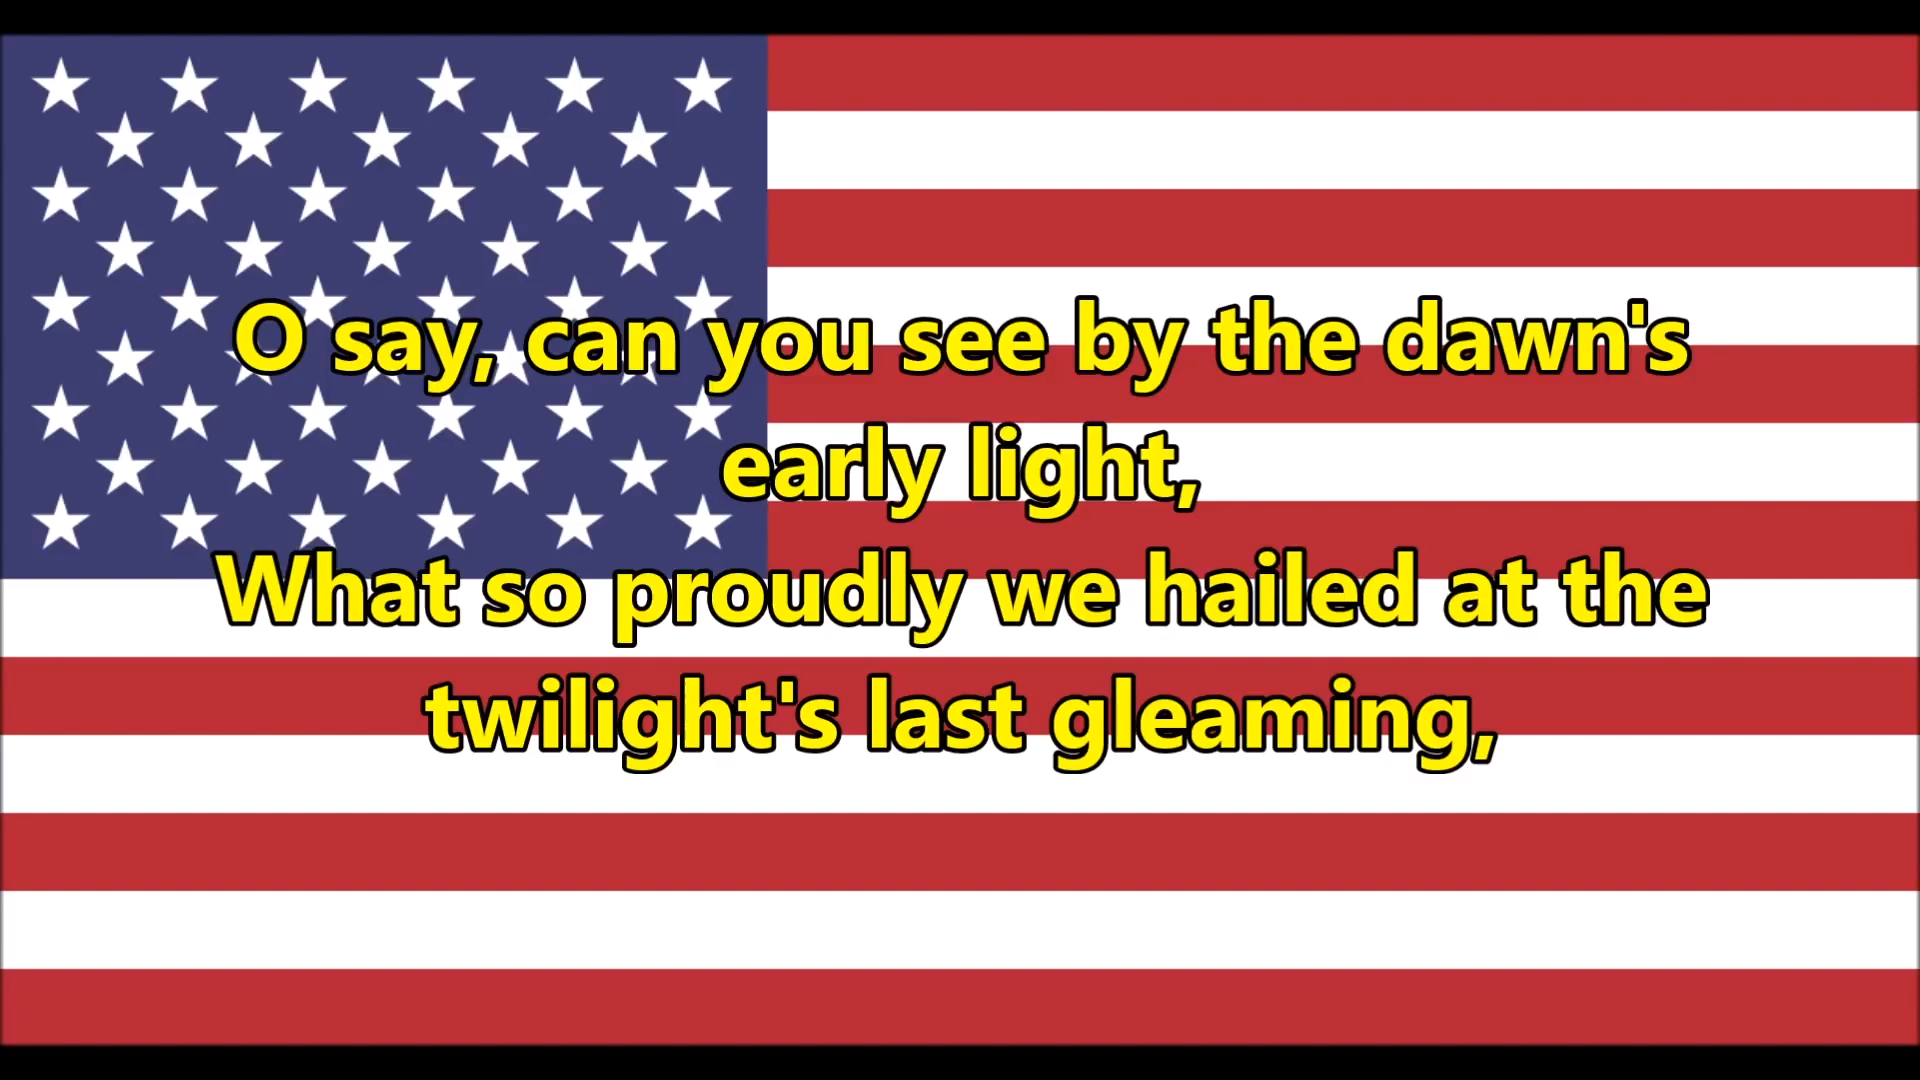 O say, can you see by the dawn's
early light,
What so proudly we hailed at the
twilight's last gleaming,